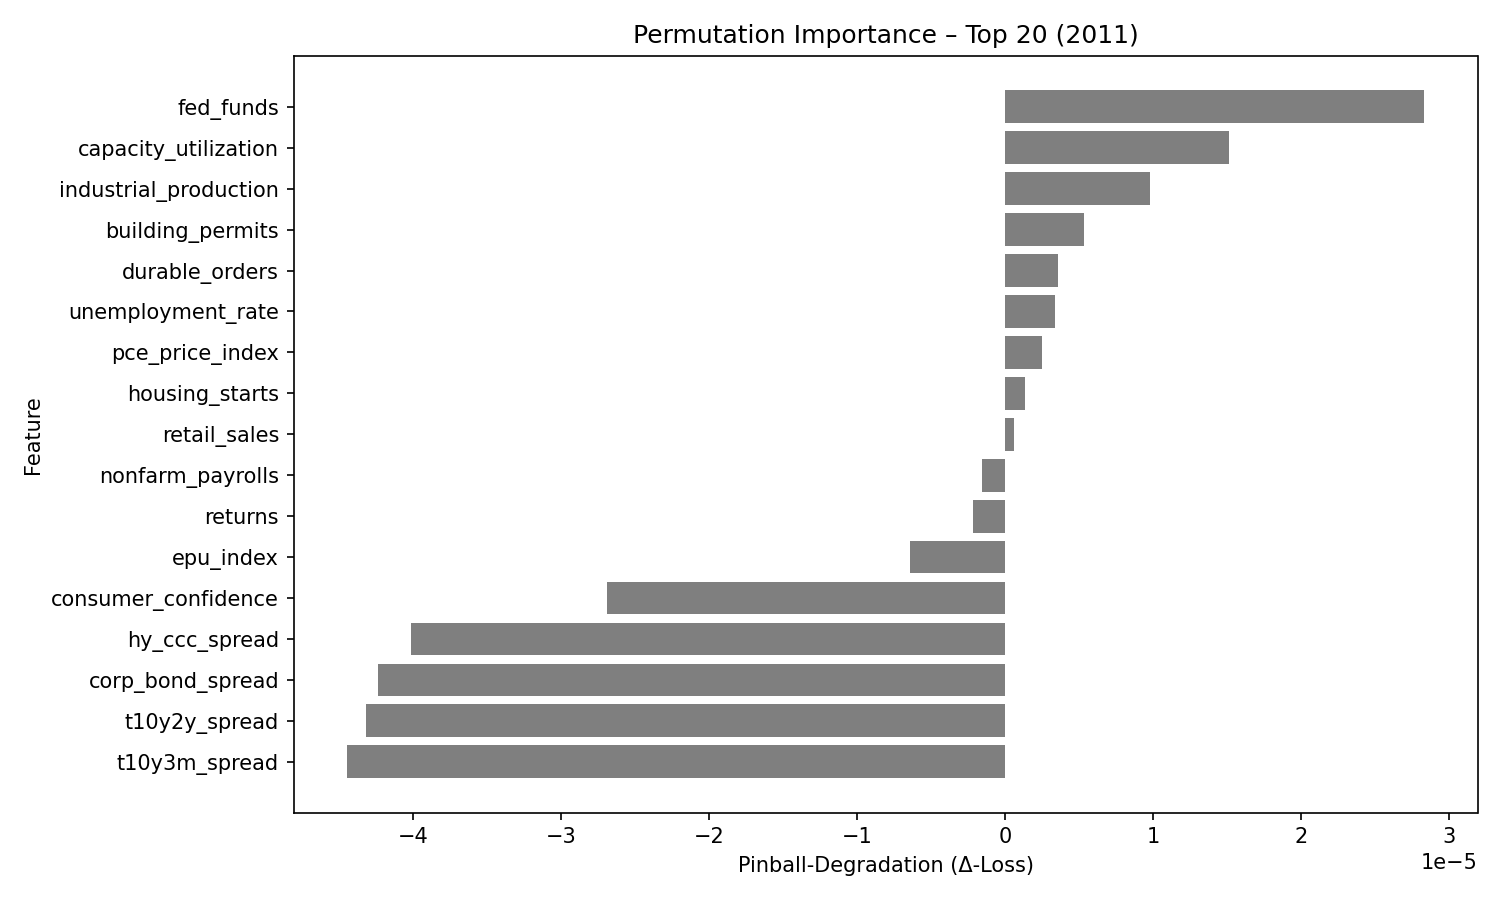 Permutation Importance – Top 20 (2011)
Feature
fed_funds
capacity_utilization
industrial_production
building_permits
durable_orders
unemployment_rate
pce_price_index
housing_starts
retail_sales
nonfarm_payrolls
returns
epu_index
consumer_confidence
hy_ccc_spread
corp_bond_spread
t10y2y_spread
t10y3m_spread
−4 −3 −2 −1 0 1 2 3
1e−5
Pinball-Degradation (Δ-Loss)